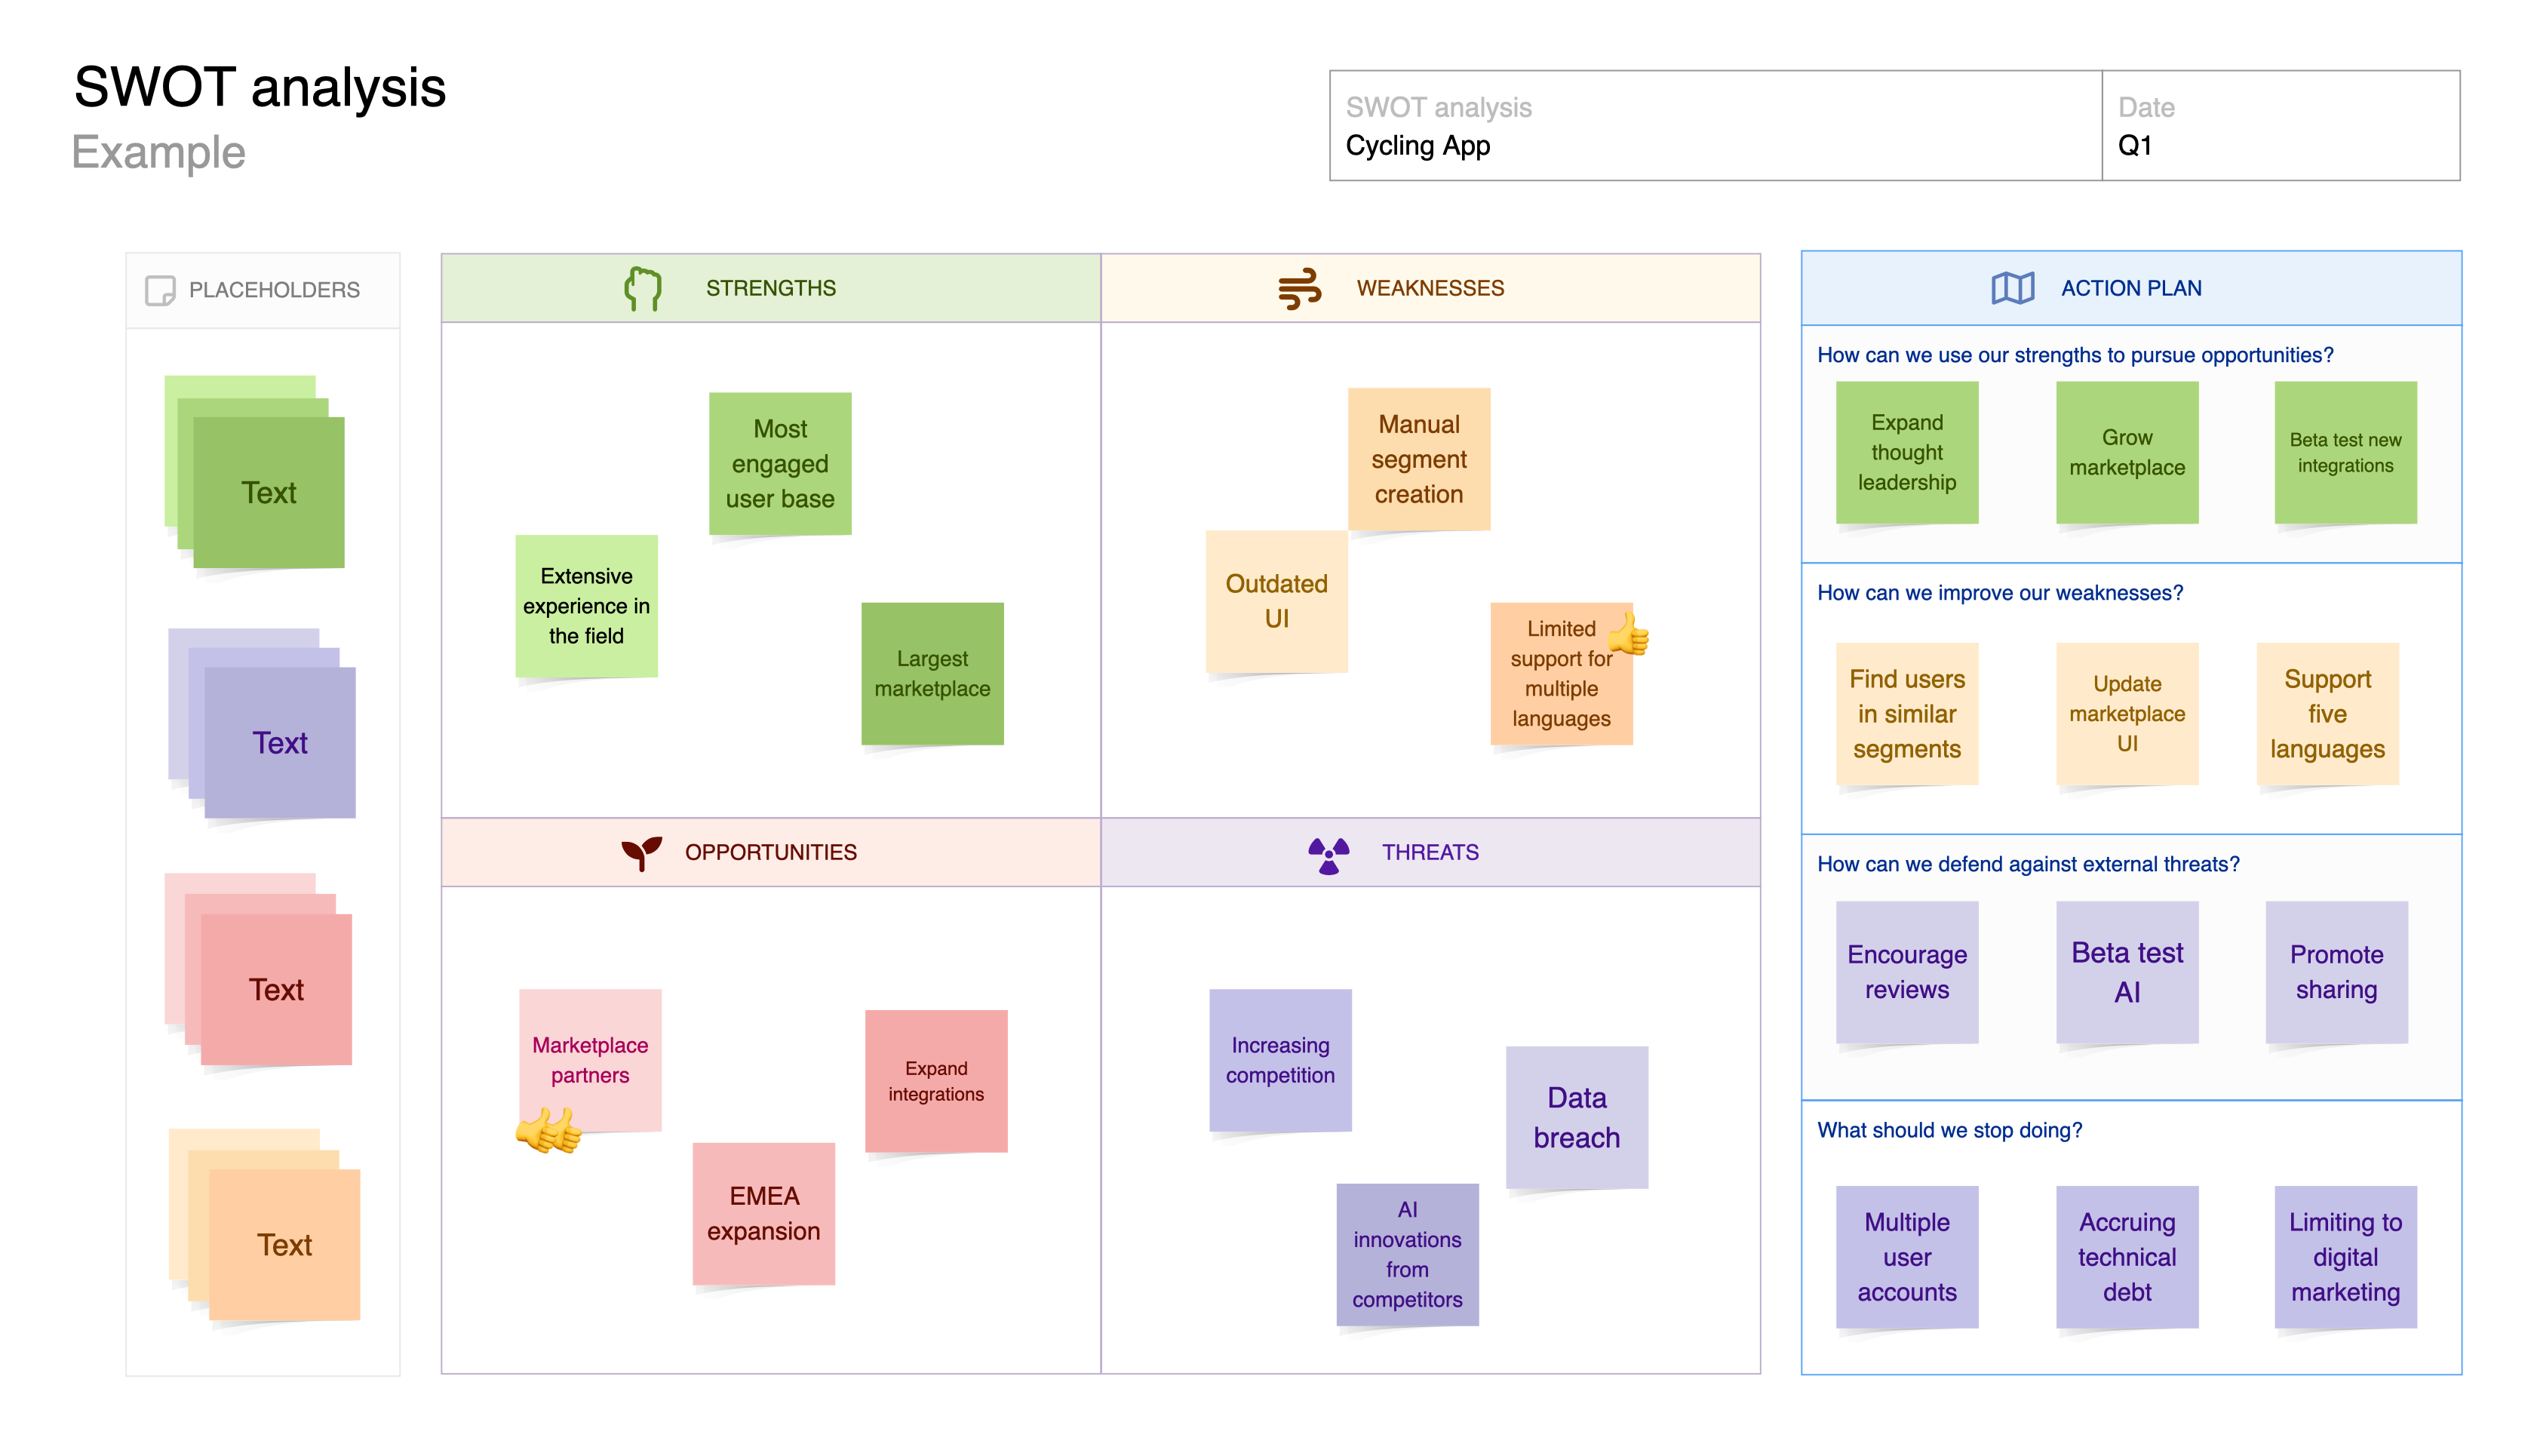 SWOT analysis
Example
SWOT analysis
Cycling App
Date
Q1
PLACEHOLDERS
Text
Text
Text
Text
STRENGTHS
Most
engaged
user base
Extensive
experience in
the field
Largest
marketplace
WEAKNESSES
Manual
segment
creation
Outdated
UI
Limited
support for
multiple
languages
OPPORTUNITIES
Marketplace
partners
Expand
integrations
EMEA
expansion
THREATS
Increasing
competition
Data
breach
AI
innovations
from
competitors
ACTION PLAN
How can we use our strengths to pursue opportunities?
Expand
thought
leadership
Grow
marketplace
Beta test new
integrations
How can we improve our weaknesses?
Find users
in similar
segments
Update
marketplace
UI
Support
five
languages
How can we defend against external threats?
Encourage
reviews
Beta test
AI
Promote
sharing
What should we stop doing?
Multiple
user
accounts
Accruing
technical
debt
Limiting to
digital
marketing